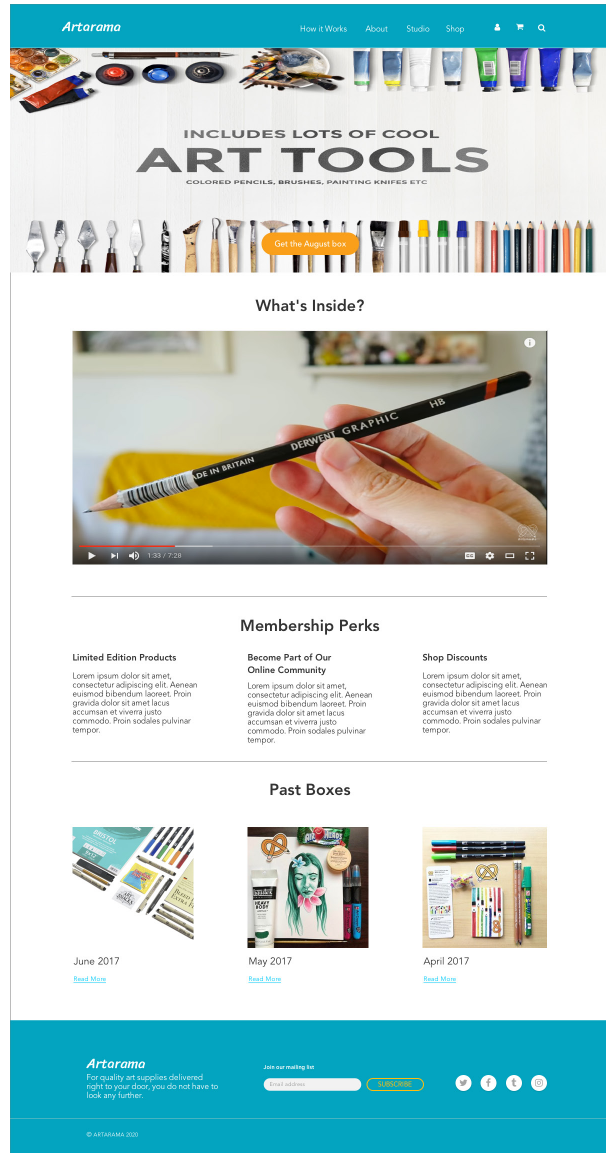 Artarama
How it Works
About
Studio
Shop
INCLUDES LOTS OF COOL
ART TOOLS
COLORED PENCILS, BRUSHES, PAINTING KNIFES ETC
Get the August box
What's Inside?
DERWENT GRAPHIC HB
ADE IN BRITAIN
1:33 / 7:28
Membership Perks
Limited Edition Products
Lorem ipsum dolor sit amet,
consectetur adipiscing elit. Aenean
euismod bibendum laoreet. Proin
gravida dolor sit amet lacus
accumsan et viverra justo
commodo. Proin sodales pulvinar
tempor.
Become Part of Our
Online Community
Lorem ipsum dolor sit amet,
consectetur adipiscing elit. Aenean
euismod bibendum laoreet. Proin
gravida dolor sit amet lacus
accumsan et viverra justo
commodo. Proin sodales pulvinar
tempor.
Shop Discounts
Lorem ipsum dolor sit amet,
consectetur adipiscing elit. Aenean
euismod bibendum laoreet. Proin
gravida dolor sit amet lacus
accumsan et viverra justo
commodo. Proin sodales pulvinar
tempor.
Past Boxes
BRISTOL
HEAVY
BODY
June 2017
Read More
May 2017
Read More
April 2017
Read More
Artarama
For quality art supplies delivered
right to your door, you do not have to
look any further.
Join our mailing list
Email address
SUBSCRIBE
© ARTARAMA 2020